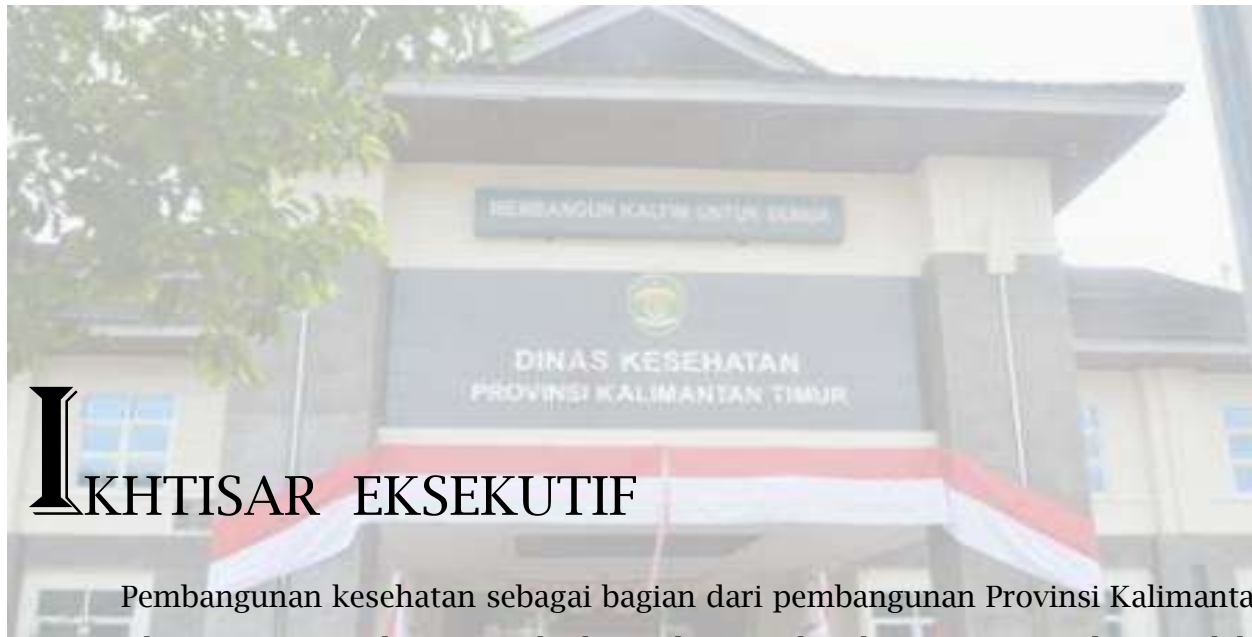 MEMBANGUN KALTIM UNTUK SEMUA
DINAS KESEHATAN
PROVINSI KALIMANTAN TIMUR
IKHTISAR EKSEKUTIF
Pembangunan kesehatan sebagai bagian dari pembangunan Provinsi Kalimanta